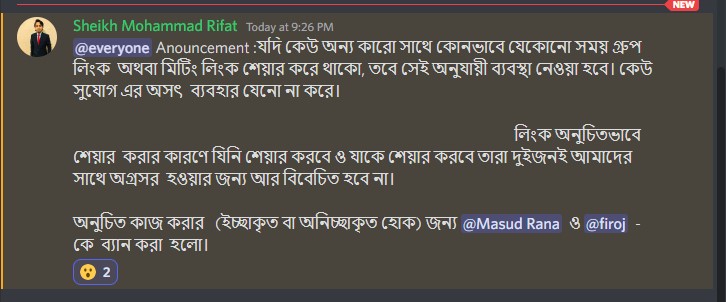 NEW
Sheikh Mohammad Rifat Today at 9:26 PM
@everyone Anouncement :যদি কেউ অন্য কারো সাথে কোনভাবে যেকোনো সময় গ্রুপ
লিংক অথবা মিটিং লিংক শেয়ার করে থাকো, তবে সেই অনুযায়ী ব্যবস্থা নেওয়া হবে। কেউ
সুযোগ এর অসৎ ব্যবহার যেনো না করে।
লিংক অনুচিতভাবে
শেয়ার করার কারণে যিনি শেয়ার করবে ও যাকে শেয়ার করবে তারা দুইজনই আমাদের
সাথে অগ্রসর হওয়ার জন্য আর বিবেচিত হবে না।
অনুচিত কাজ করার (ইচ্ছাকৃত বা অনিচ্ছাকৃত হোক) জন্য @Masud Rana ও @firoj -
কে ব্যান করা হলো।
2